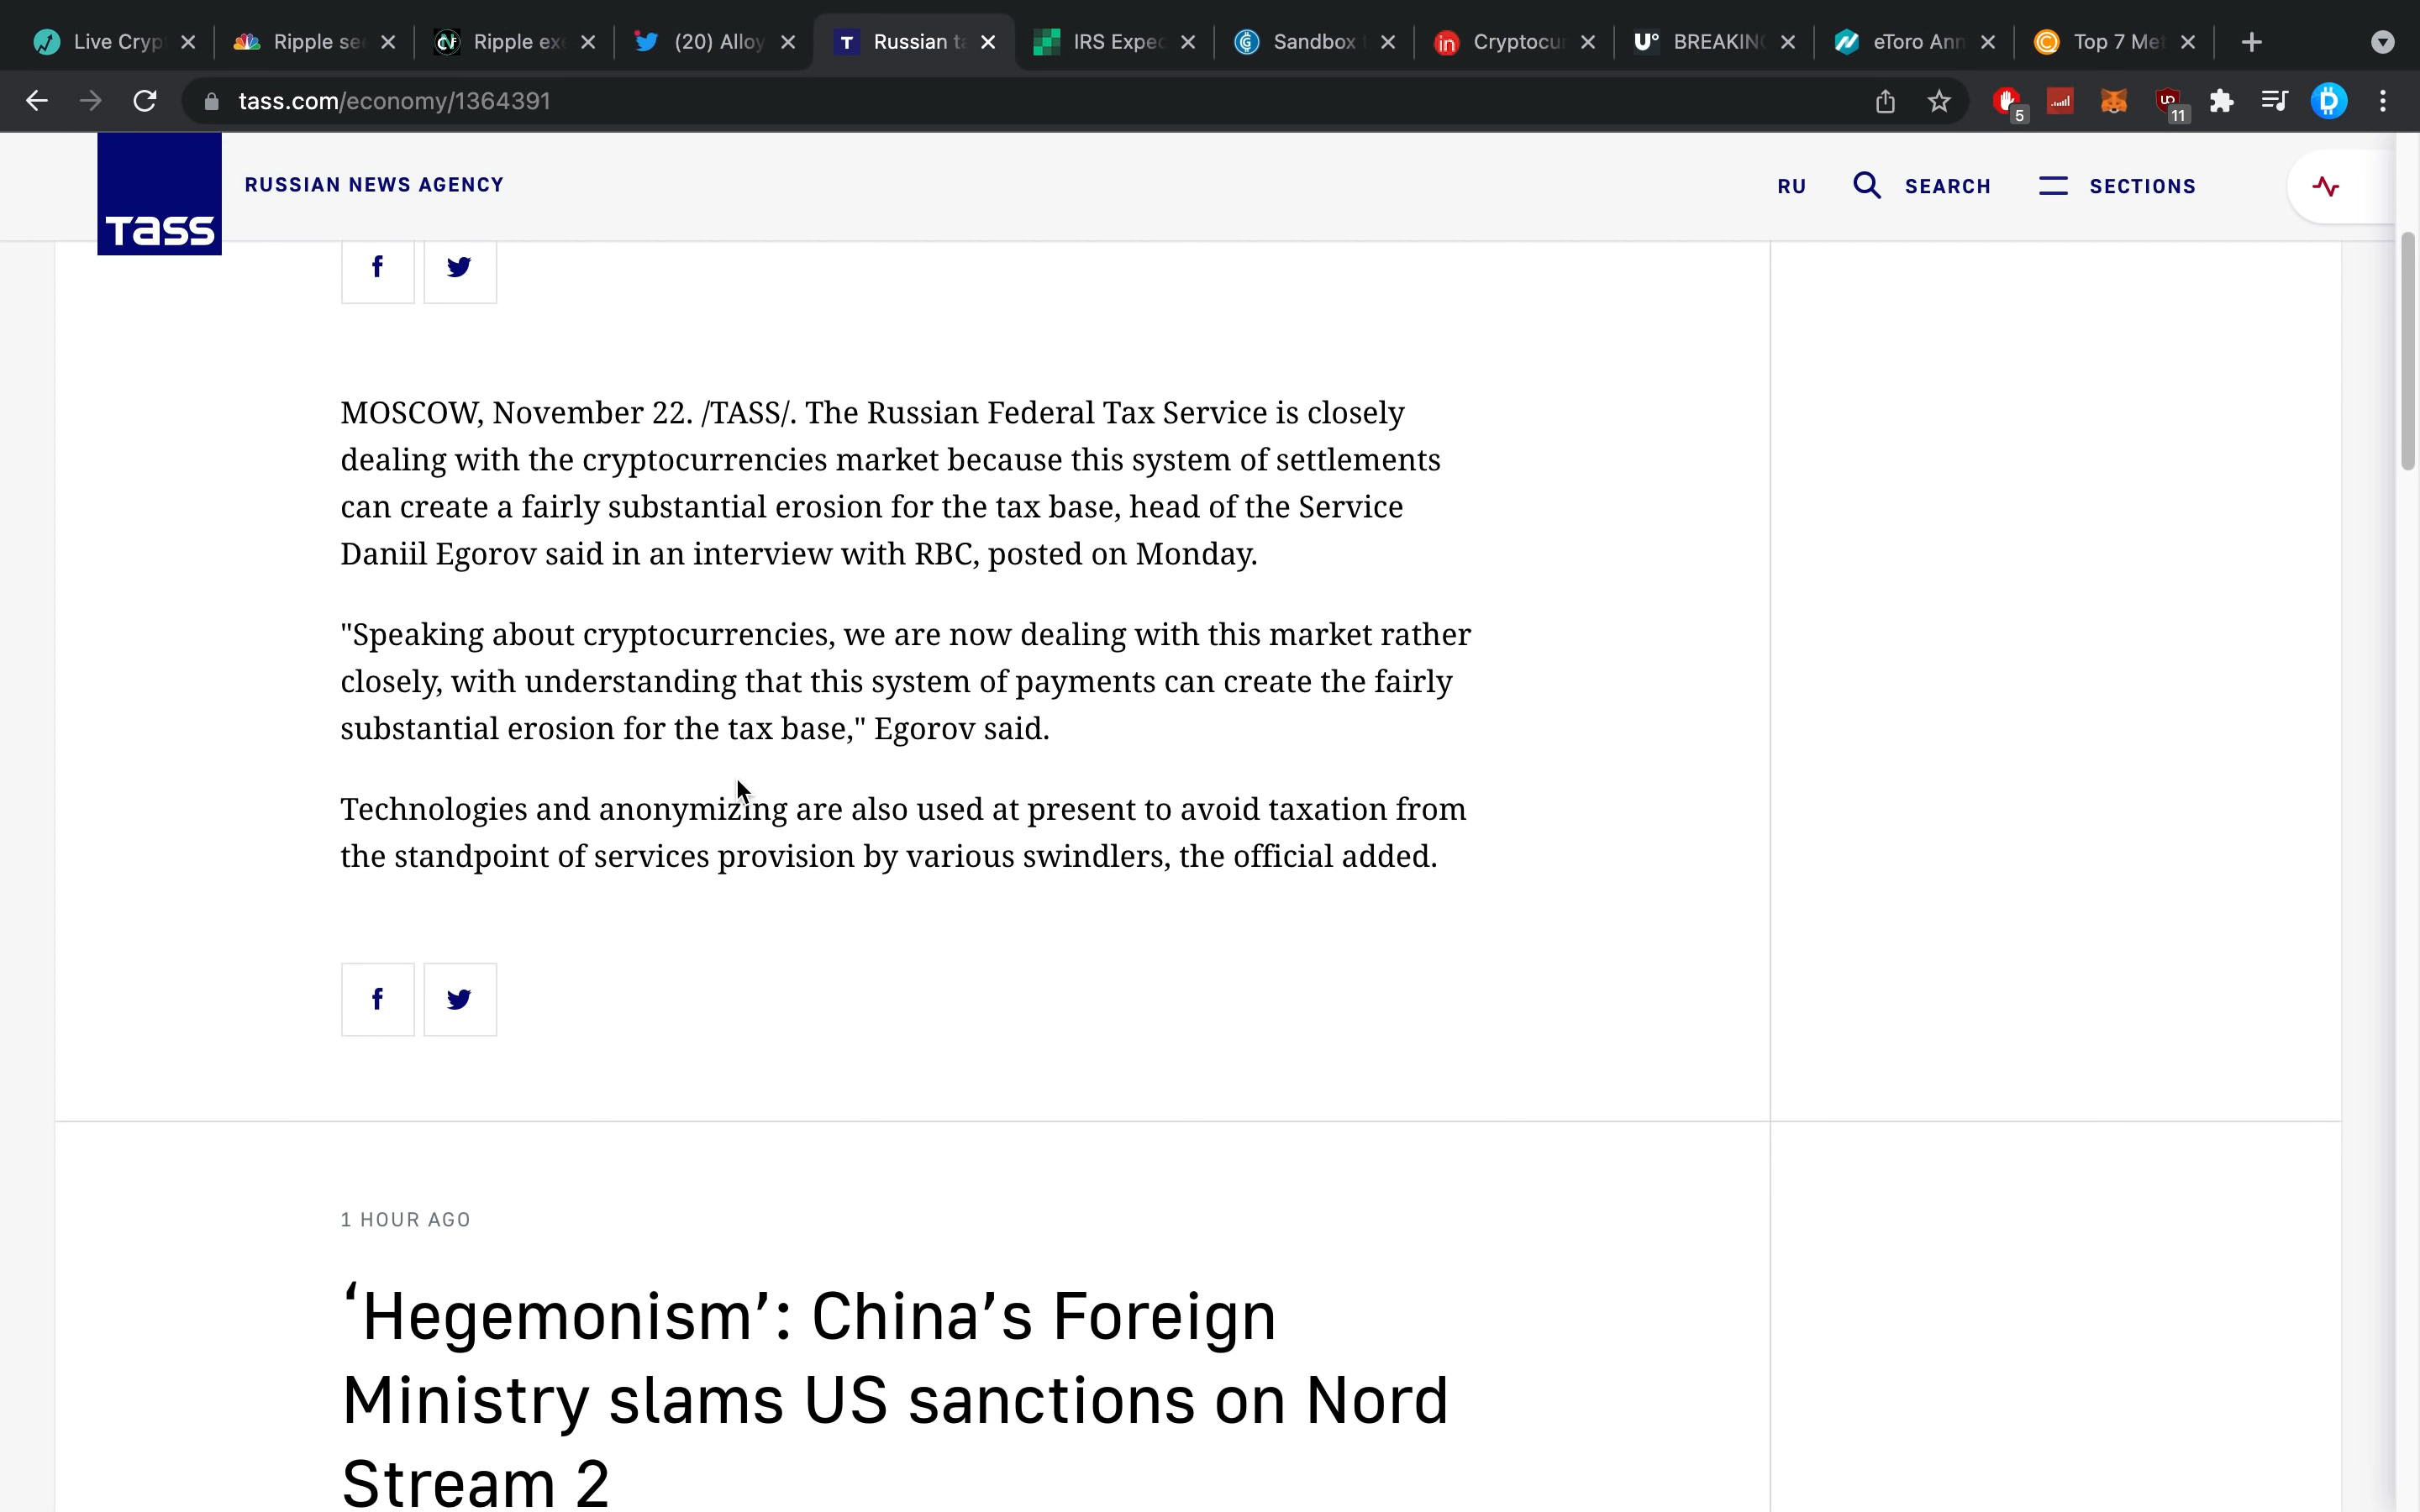 Live Cryp
Ripple se
Ripple ex
(20) Alloy
Russian ta
IRS Expec
Sandbox
Cryptocu
BREAKIN
eToro Ann
Top 7 Met
tass.com/economy/1364391
5
11
TASS
RUSSIAN NEWS AGENCY
RU
SEARCH
SECTIONS
MOSCOW, November 22. /TASS/. The Russian Federal Tax Service is closely
dealing with the cryptocurrencies market because this system of settlements
can create a fairly substantial erosion for the tax base, head of the Service
Daniil Egorov said in an interview with RBC, posted on Monday.
"Speaking about cryptocurrencies, we are now dealing with this market rather
closely, with understanding that this system of payments can create the fairly
substantial erosion for the tax base," Egorov said.
Technologies and anonymizing are also used at present to avoid taxation from
the standpoint of services provision by various swindlers, the official added.
1 HOUR AGO
‘Hegemonism’: China’s Foreign
Ministry slams US sanctions on Nord
Stream 2